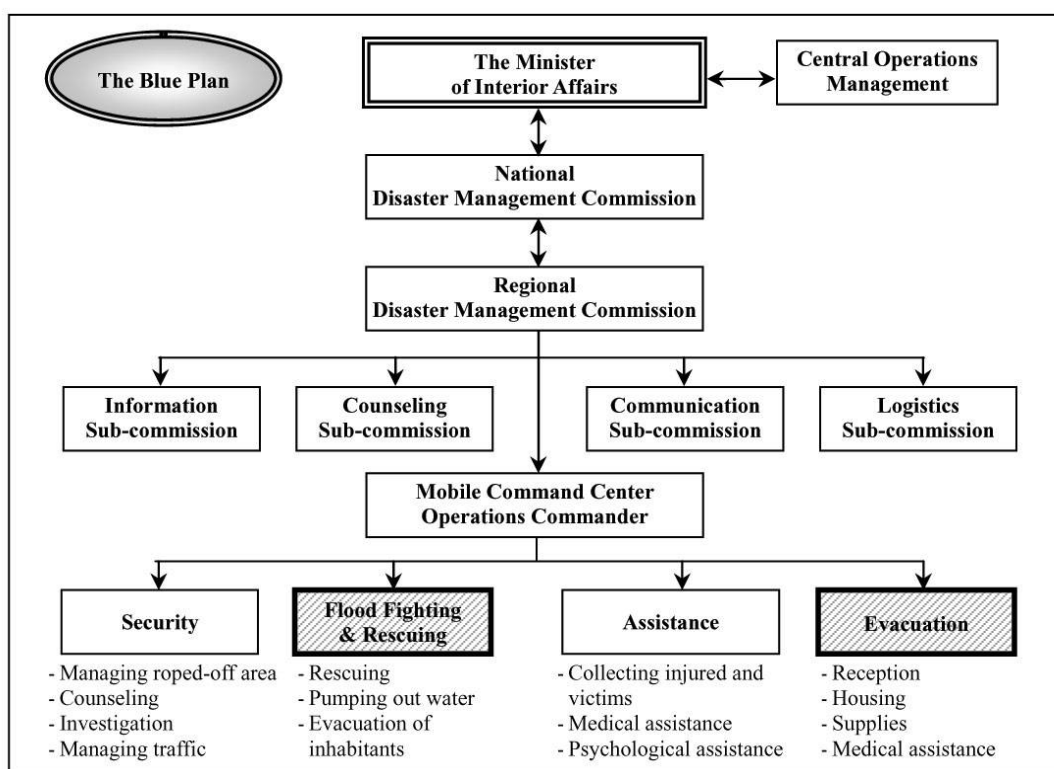 The Blue Plan
The Minister
of Interior Affairs
Central Operations
Management
National
Disaster Management Commission
Regional
Disaster Management Commission
Information
Sub-commission
Counseling
Sub-commission
Communication
Sub-commission
Logistics
Sub-commission
Mobile Command Center
Operations Commander
Security
- Managing roped-off area
- Counseling
- Investigation
- Managing traffic
Flood Fighting
& Rescuing
- Rescuing
- Pumping out water
- Evacuation of
inhabitants
Assistance
- Collecting injured and
victims
- Medical assistance
- Psychological assistance
Evacuation
- Reception
- Housing
- Supplies
- Medical assistance